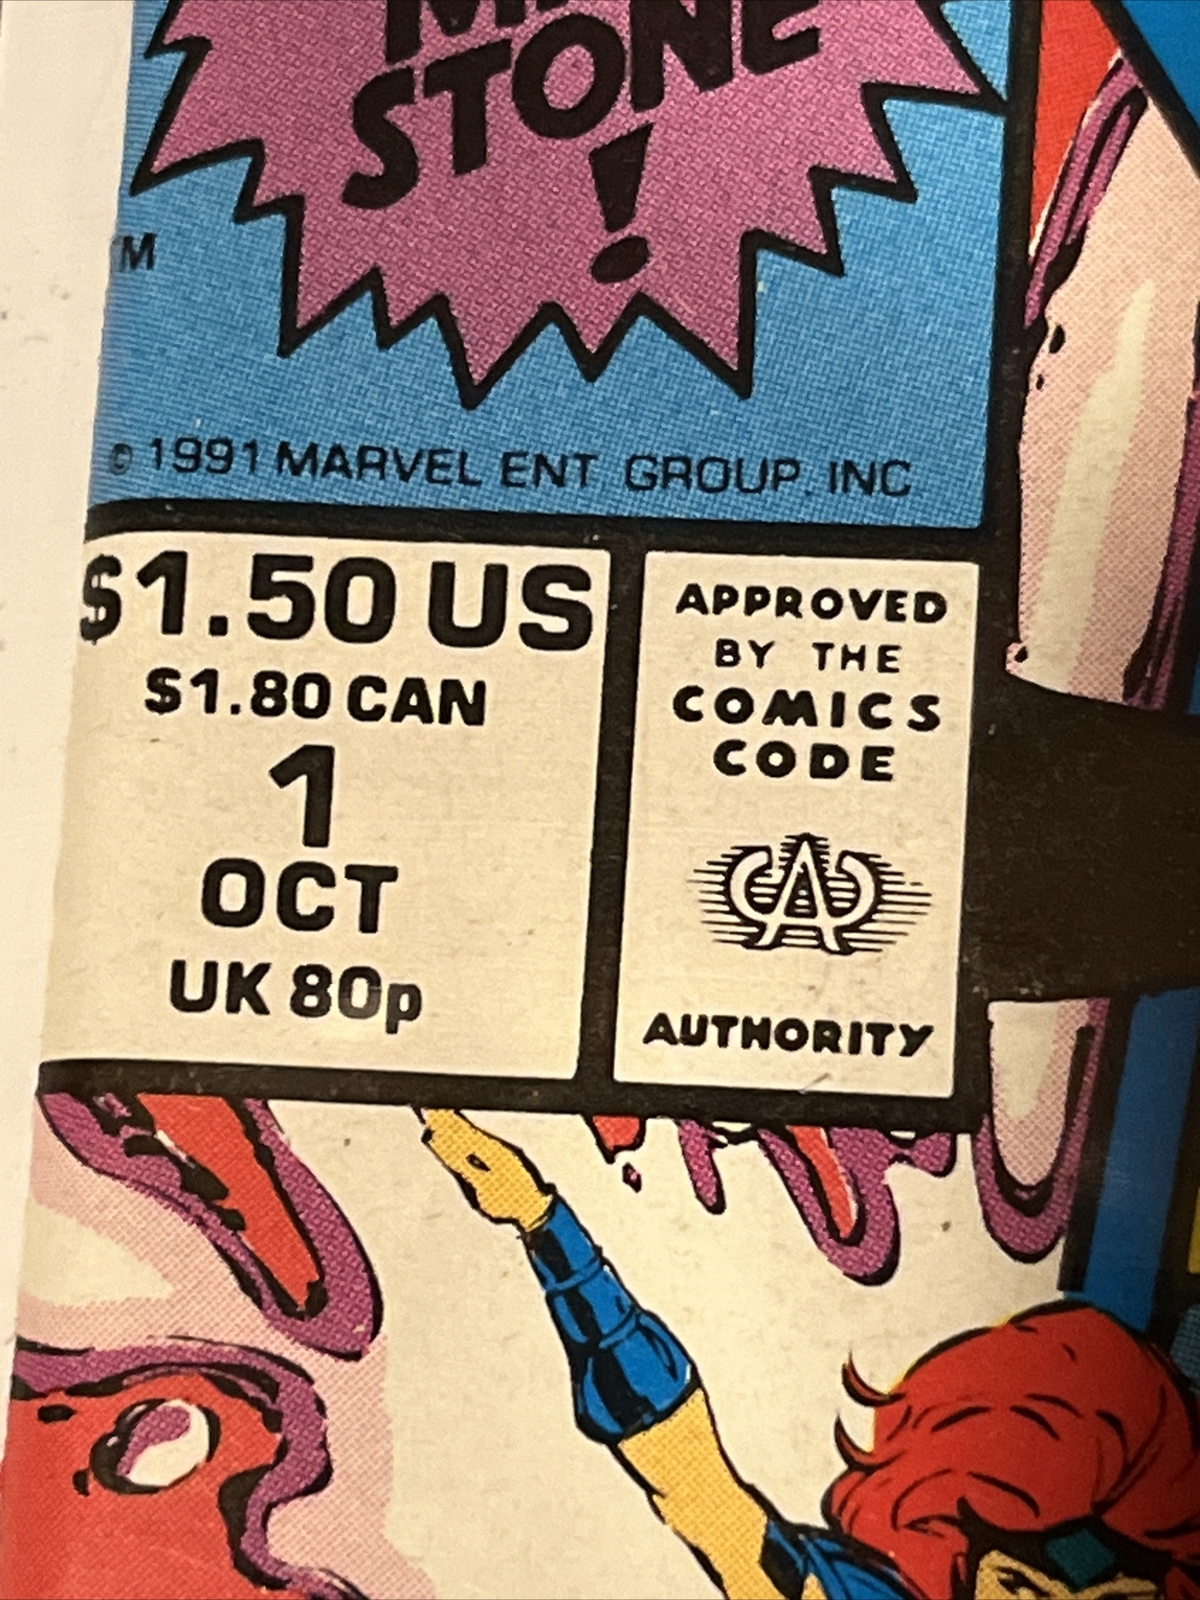 STONE
!
TM
© 1991 MARVEL ENT. GROUP, INC
$1.50 US
$1.80 CAN
1
OCT
UK 80p
APPROVED
BY THE
COMICS
CODE
CA
AUTHORITY